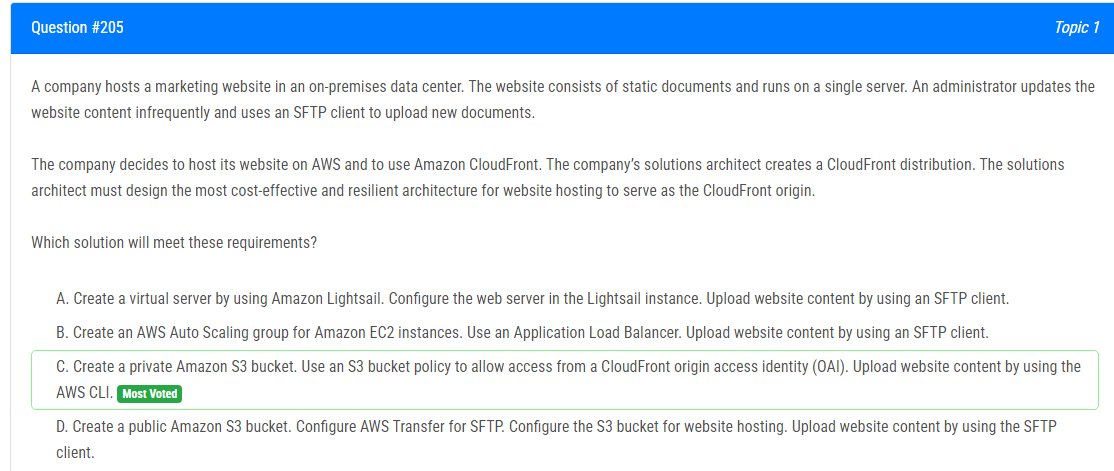 Question #205
Topic 1
A company hosts a marketing website in an on-premises data center. The website consists of static documents and runs on a single server. An administrator updates the
website content infrequently and uses an SFTP client to upload new documents.
The company decides to host its website on AWS and to use Amazon CloudFront. The company's solutions architect creates a CloudFront distribution. The solutions
architect must design the most cost-effective and resilient architecture for website hosting to serve as the CloudFront origin.
Which solution will meet these requirements?
A. Create a virtual server by using Amazon Lightsail. Configure the web server in the Lightsail instance. Upload website content by using an SFTP client.
B. Create an AWS Auto Scaling group for Amazon EC2 instances. Use an Application Load Balancer. Upload website content by using an SFTP client.
C. Create a private Amazon S3 bucket. Use an S3 bucket policy to allow access from a CloudFront origin access identity (OAI). Upload website content by using the
AWS CLI. Most Voted
D. Create a public Amazon S3 bucket. Configure AWS Transfer for SFTP. Configure the S3 bucket for website hosting. Upload website content by using the SFTP
client.